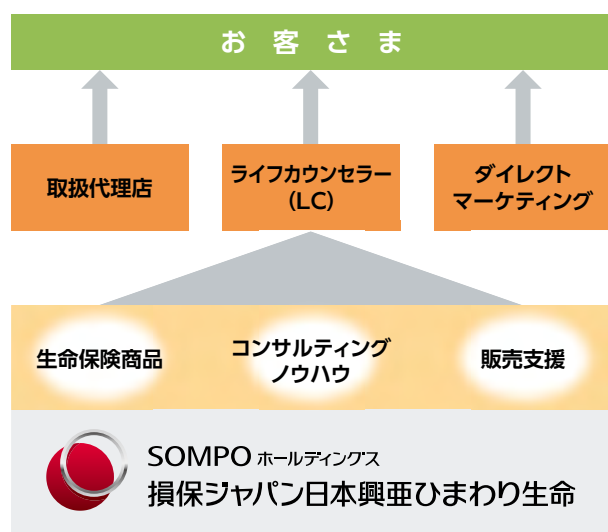 お客さま
取扱代理店
ライフカウンセラー
(LC)
ダイレクト
マーケティング
生命保険商品
コンサルティング
ノウハウ
販売支援
SOMPO ホールディングス
損保ジャパン日本興亜ひまわり生命